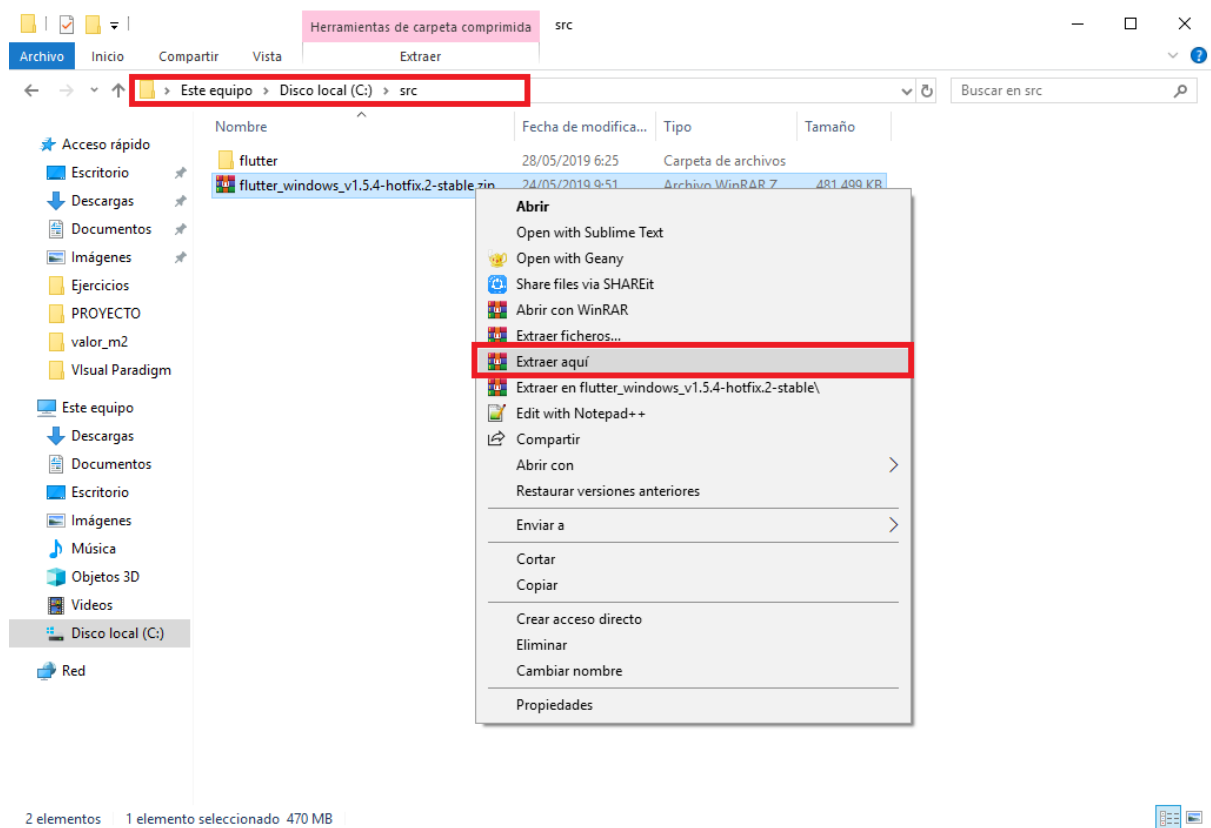 Herramientas de carpeta comprimida src
Archivo Inicio Compartir Vista Extraer
Este equipo Disco local (C:) src Buscar en src
Nombre Fecha de modifica... Tipo Tamaño
flutter 28/05/2019 6:25 Carpeta de archivos
flutter_windows_v1.5.4-hotfix.2-stable.zip 24/05/2019 9:51 Archivo WinRAR Z... 481.499 KB
Acceso rápido
Escritorio
Descargas
Documentos
Imágenes
Ejercicios
PROYECTO
valor_m2
VIsual Paradigm
Este equipo
Descargas
Documentos
Escritorio
Imágenes
Música
Objetos 3D
Videos
Disco local (C:)
Red
Abrir
Open with Sublime Text
Open with Geany
Share files via SHAREit
Abrir con WinRAR
Extraer ficheros...
Extraer aquí
Extraer en flutter_windows_v1.5.4-hotfix.2-stable\
Edit with Notepad++
Compartir
Abrir con
Restaurar versiones anteriores
Enviar a
Cortar
Copiar
Crear acceso directo
Eliminar
Cambiar nombre
Propiedades
2 elementos 1 elemento seleccionado 470 MB